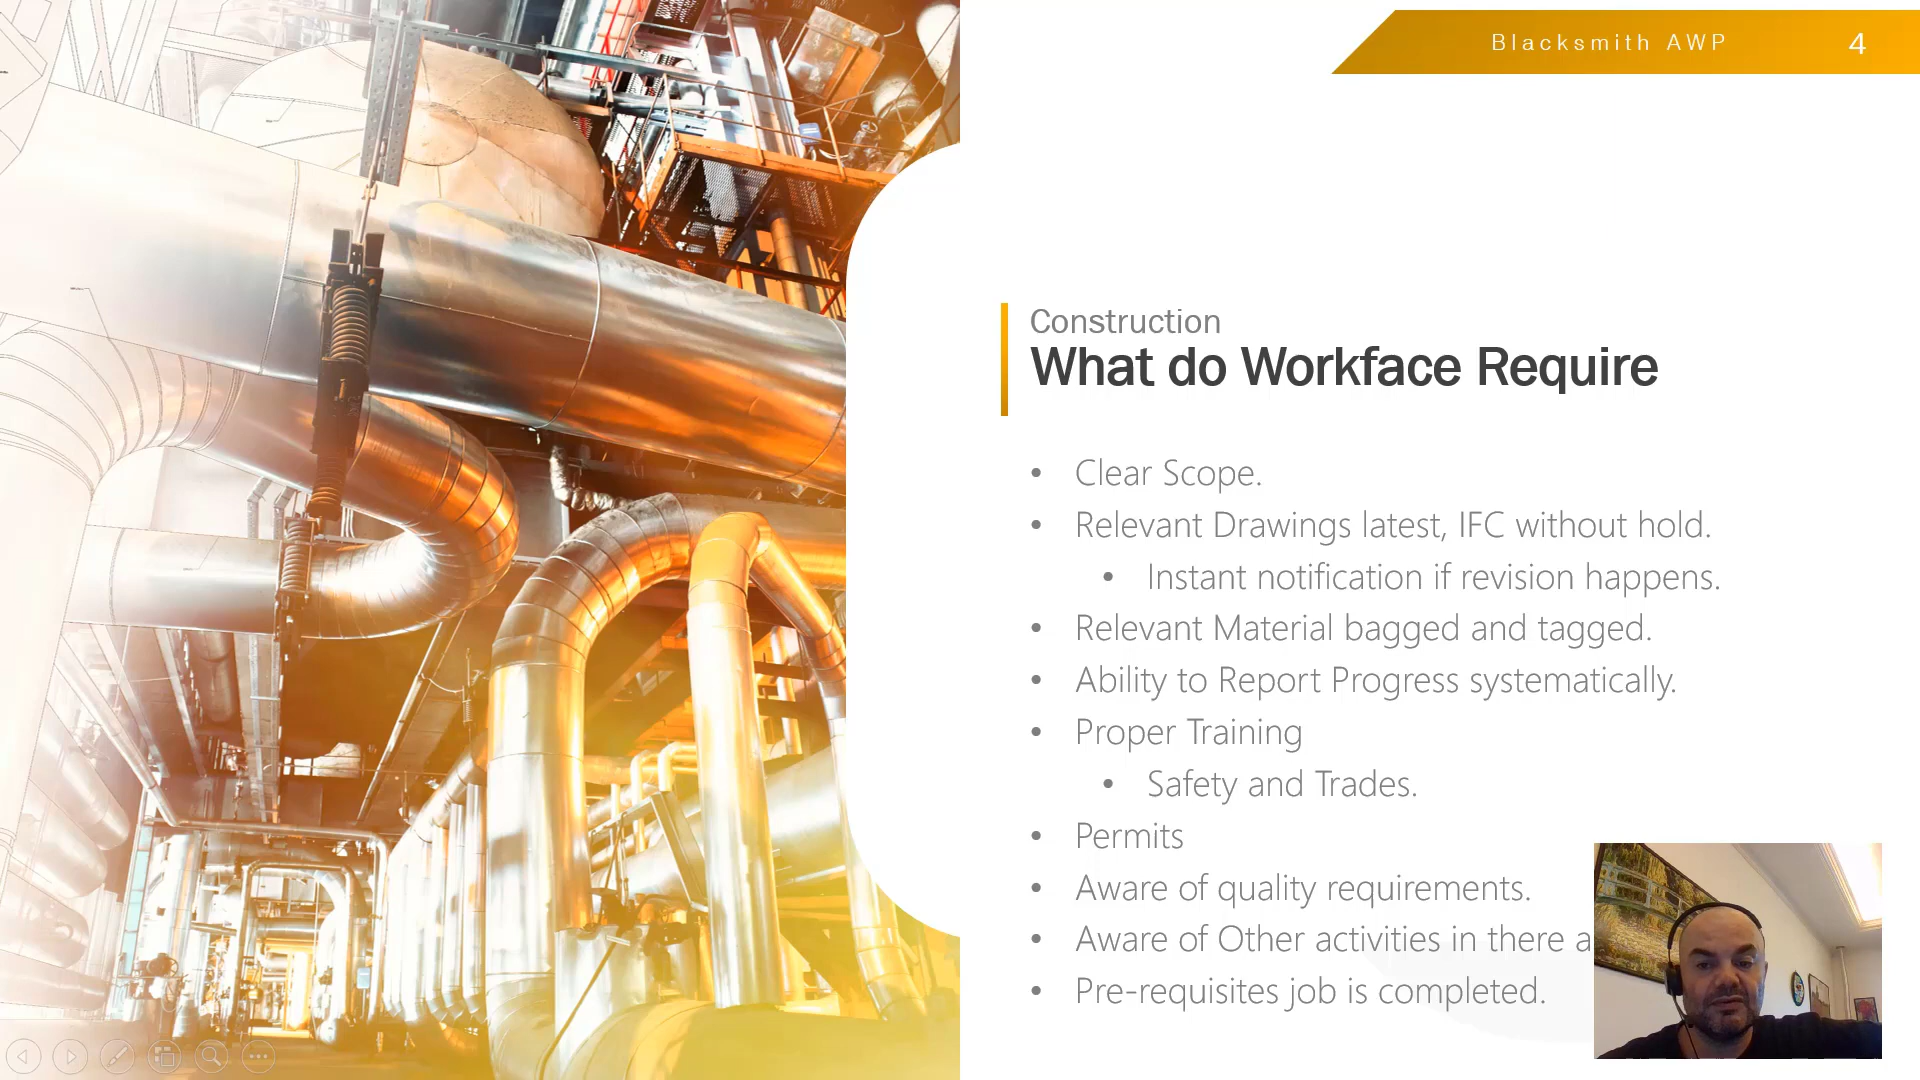 Blacksmith AWP 4
Construction
What do Workface Require
• Clear Scope.
• Relevant Drawings latest, IFC without hold.
• Instant notification if revision happens.
• Relevant Material bagged and tagged.
• Ability to Report Progress systematically.
• Proper Training
• Safety and Trades.
• Permits
• Aware of quality requirements.
• Aware of Other activities in there
• Pre-requisites job is completed.